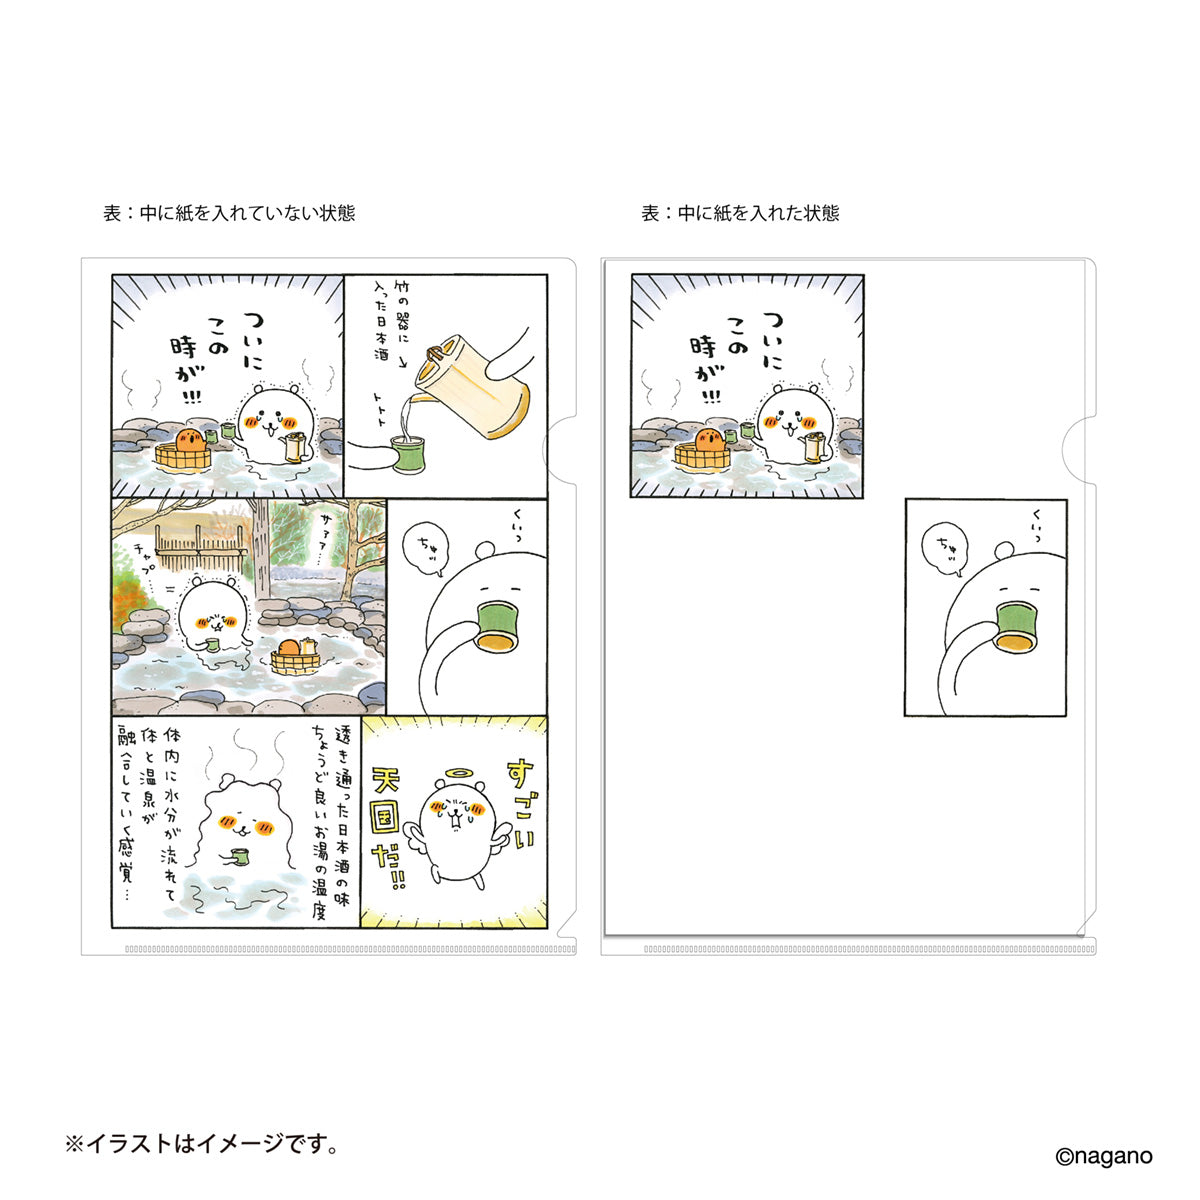 表：中に紙を入れていない状態
竹の器に
入った日本酒
トトト
ついに
この
時が!!!
くいっ
ちゅ
サァァ…
チャプ…
すごい
天国だ!!
透き通った日本酒の味
ちょうど良いお湯の温度
体内に水分が流れて
体と温泉が
融合していく感覚…
表：中に紙を入れた状態
ついに
この
時が!!!
くいっ
ちゅ
※イラストはイメージです。
©nagano